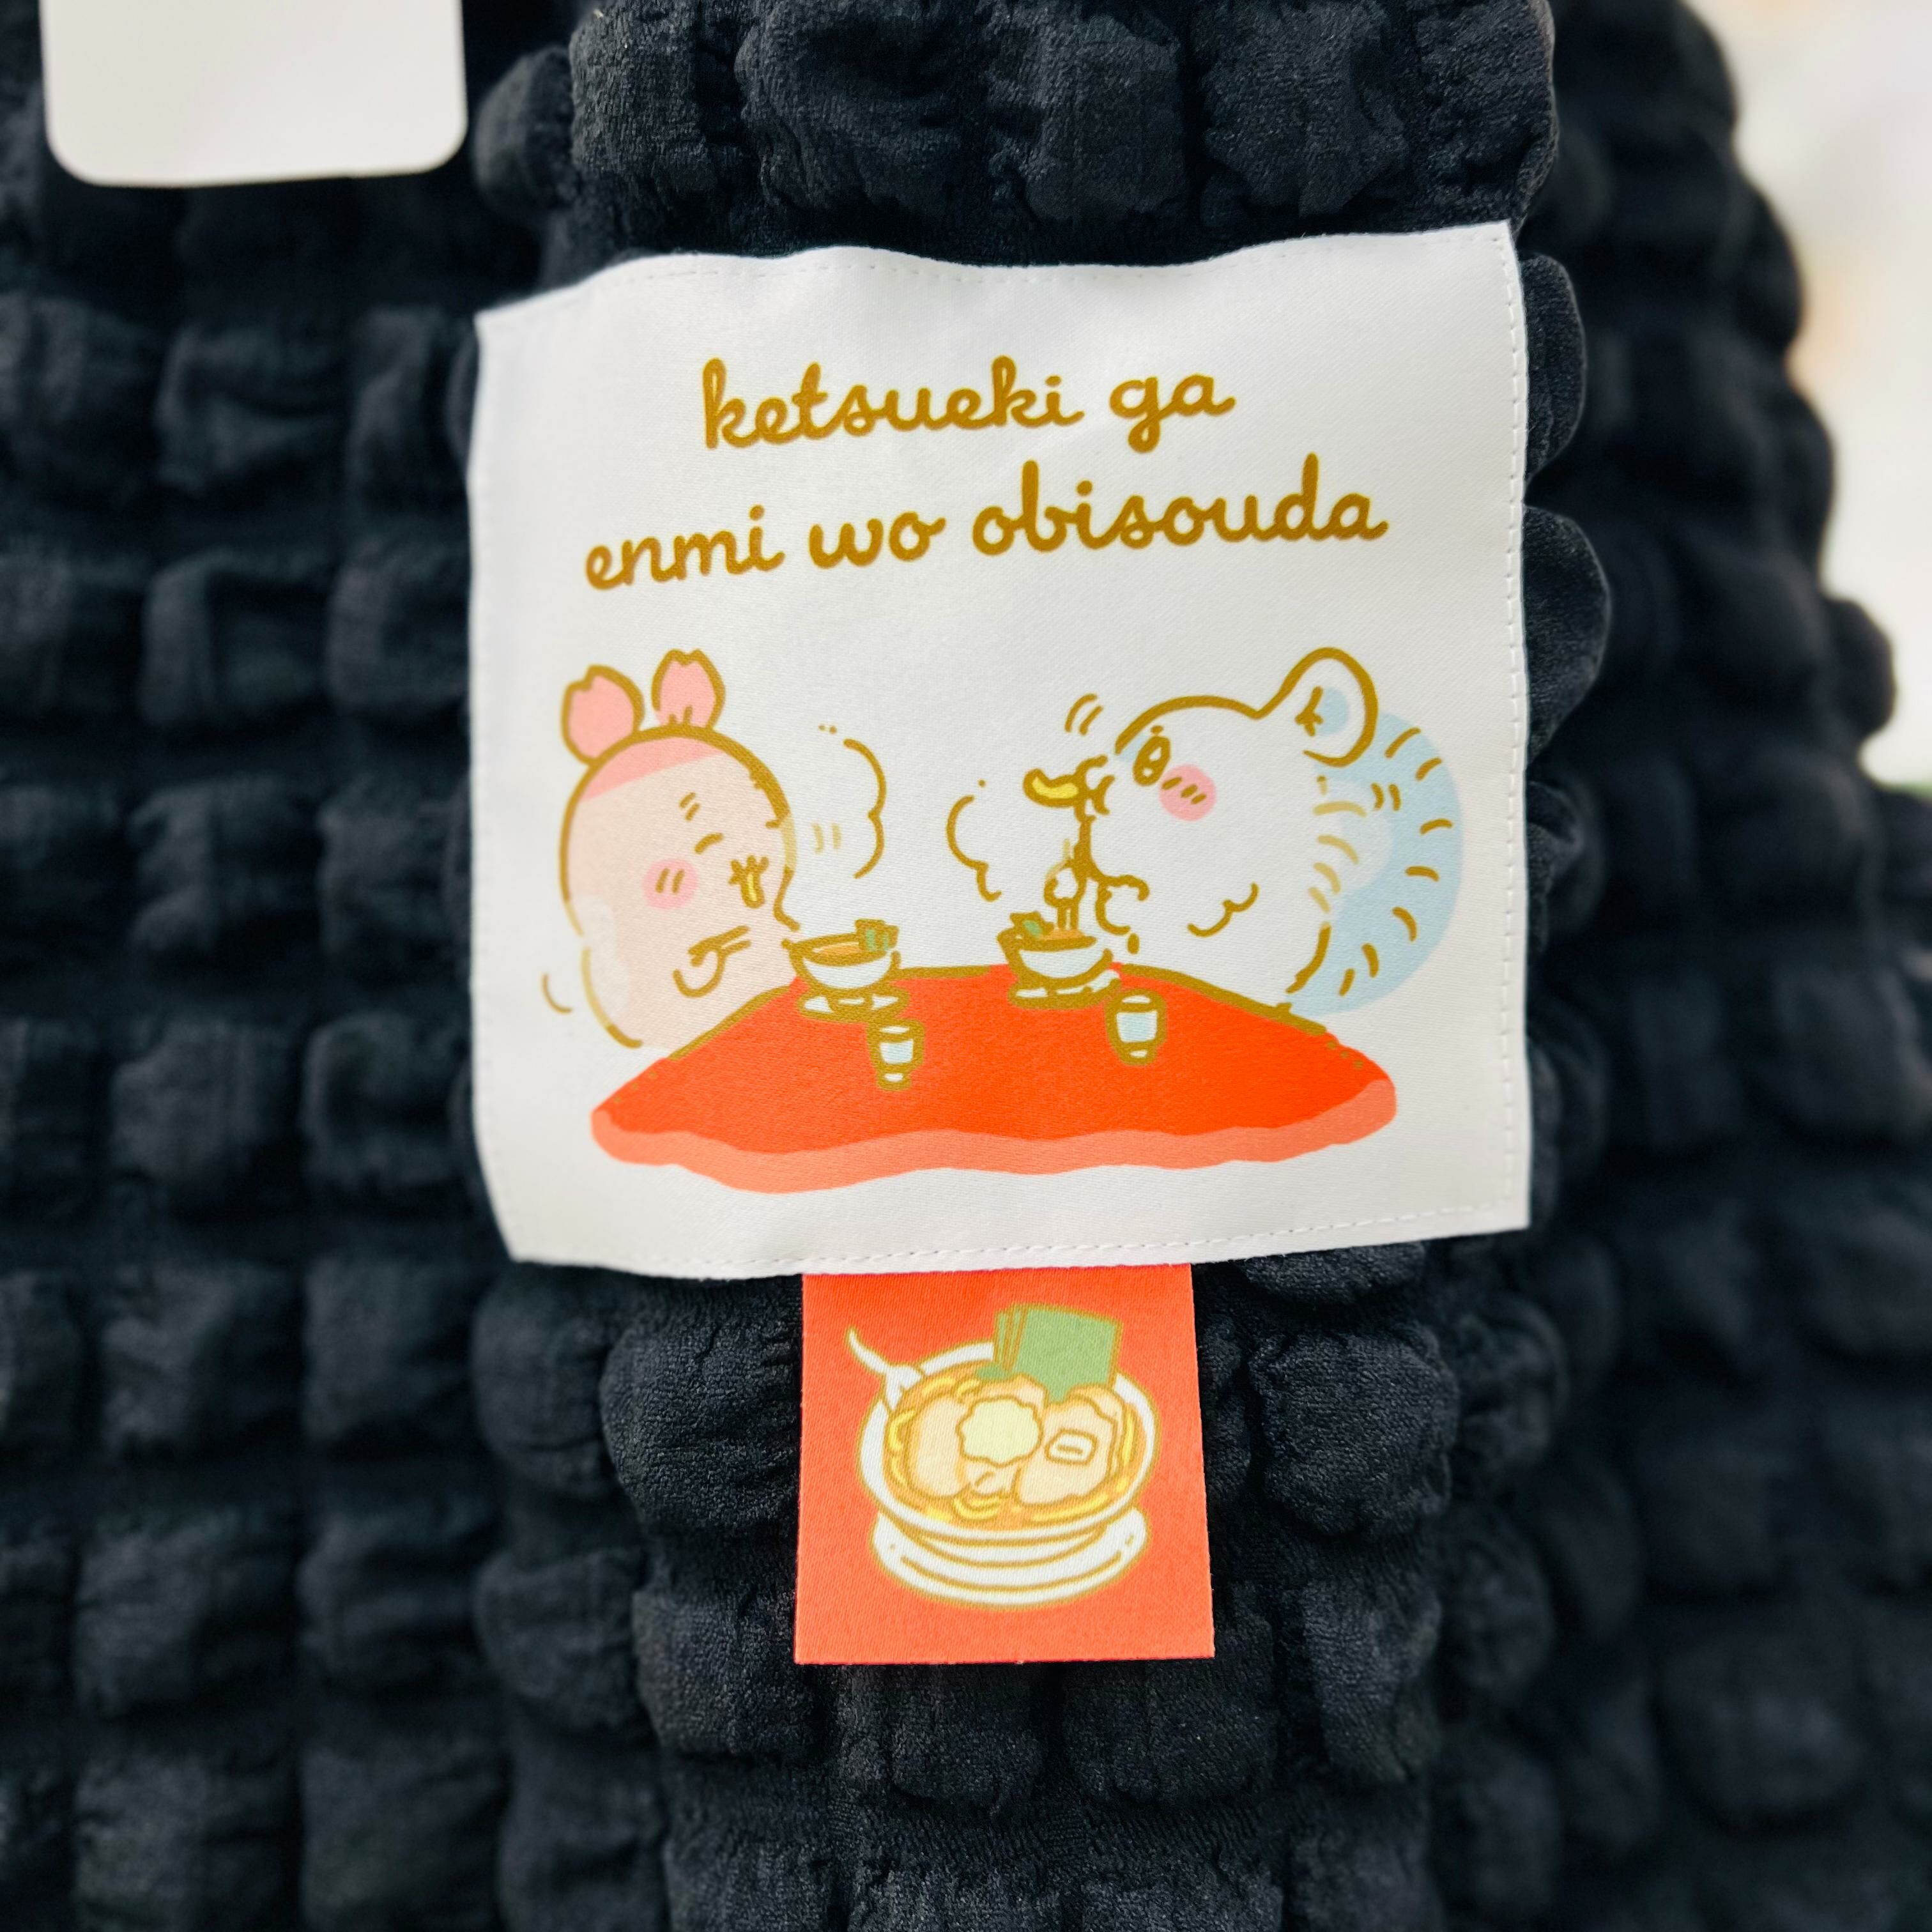 ketsueki ga
enmi wo obisouda